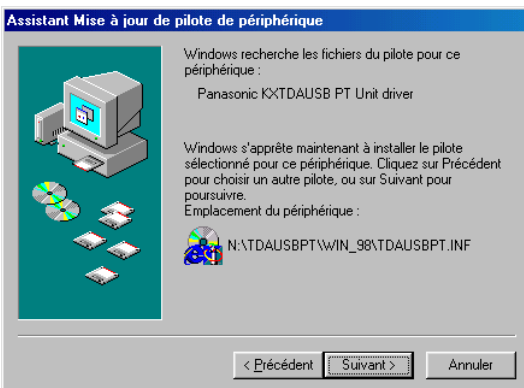 Assistant Mise à jour de pilote de périphérique
Windows recherche les fichiers du pilote pour ce
périphérique :
Panasonic KXTDAUSB PT Unit driver
Windows s'apprête maintenant à installer le pilote
sélectionné pour ce périphérique. Cliquez sur Précédent
pour choisir un autre pilote, ou sur Suivant pour
poursuivre.
Emplacement du périphérique :
N:\TDAUSBPT\WIN_98\TDAUSBPT.INF
< Précédent
Suivant >
Annuler